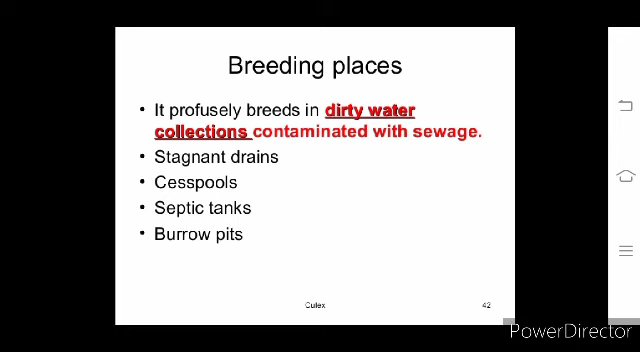 Breeding places
• It profusely breeds in dirty water
collections contaminated with sewage.
• Stagnant drains
• Cesspools
• Septic tanks
• Burrow pits
Culex
42
PowerDirector